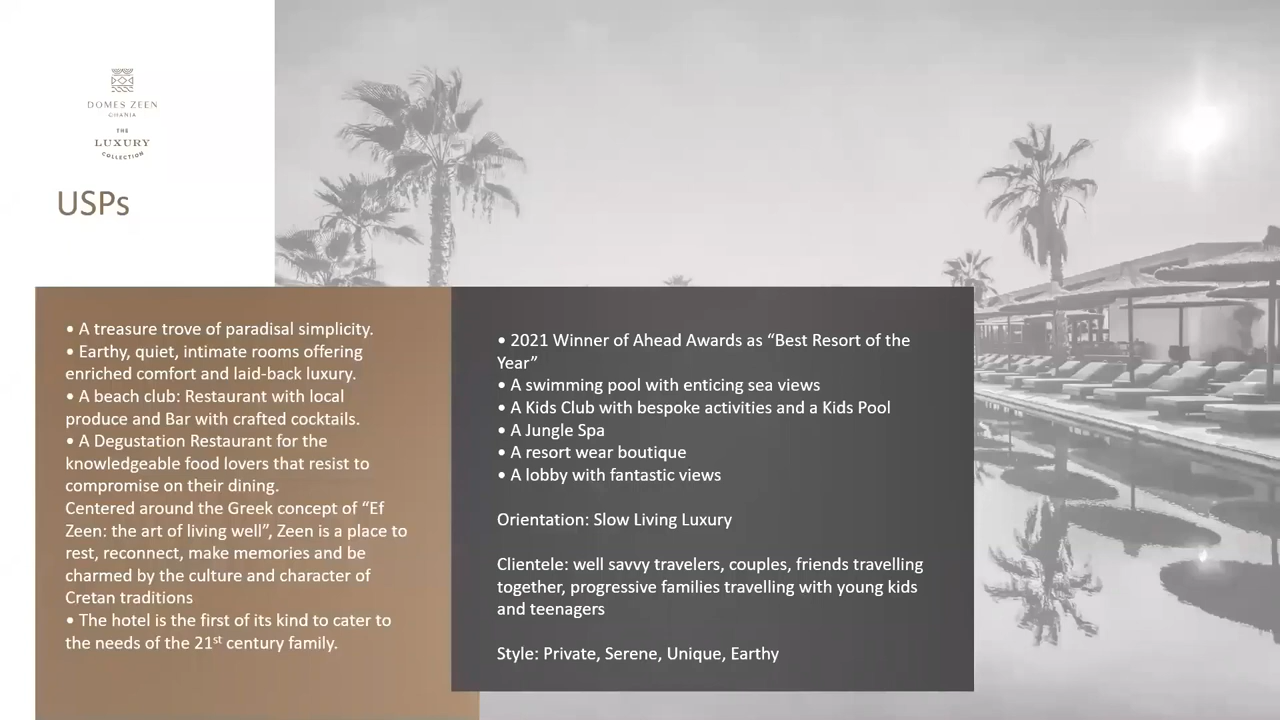 DOMES ZEEN
CHANIA
THE
LUXURY
COLLECTION
USPs
• A treasure trove of paradisal simplicity.
• Earthy, quiet, intimate rooms offering
enriched comfort and laid-back luxury.
• A beach club: Restaurant with local
produce and Bar with crafted cocktails.
• A Degustation Restaurant for the
knowledgeable food lovers that resist to
compromise on their dining.
Centered around the Greek concept of “Ef
Zeen: the art of living well”, Zeen is a place to
rest, reconnect, make memories and be
charmed by the culture and character of
Cretan traditions
• The hotel is the first of its kind to cater to
the needs of the 21st century family.
• 2021 Winner of Ahead Awards as “Best Resort of the
Year”
• A swimming pool with enticing sea views
• A Kids Club with bespoke activities and a Kids Pool
• A Jungle Spa
• A resort wear boutique
• A lobby with fantastic views
Orientation: Slow Living Luxury
Clientele: well savvy travelers, couples, friends travelling
together, progressive families travelling with young kids
and teenagers
Style: Private, Serene, Unique, Earthy